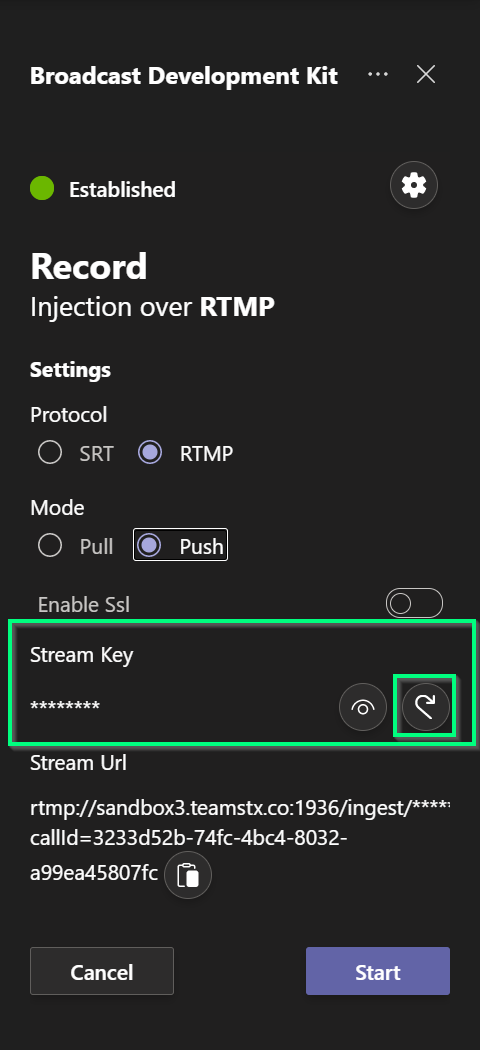 Broadcast Development Kit
Established
Record
Injection over RTMP
Settings
Protocol
SRT RTMP
Mode
Pull Push
Enable Ssl
Stream Key
********
Stream Url
rtmp://sandbox3.teamstx.co:1936/ingest/*****
callId=3233d52b-74fc-4bc4-8032-
a99ea45807fc
Cancel Start